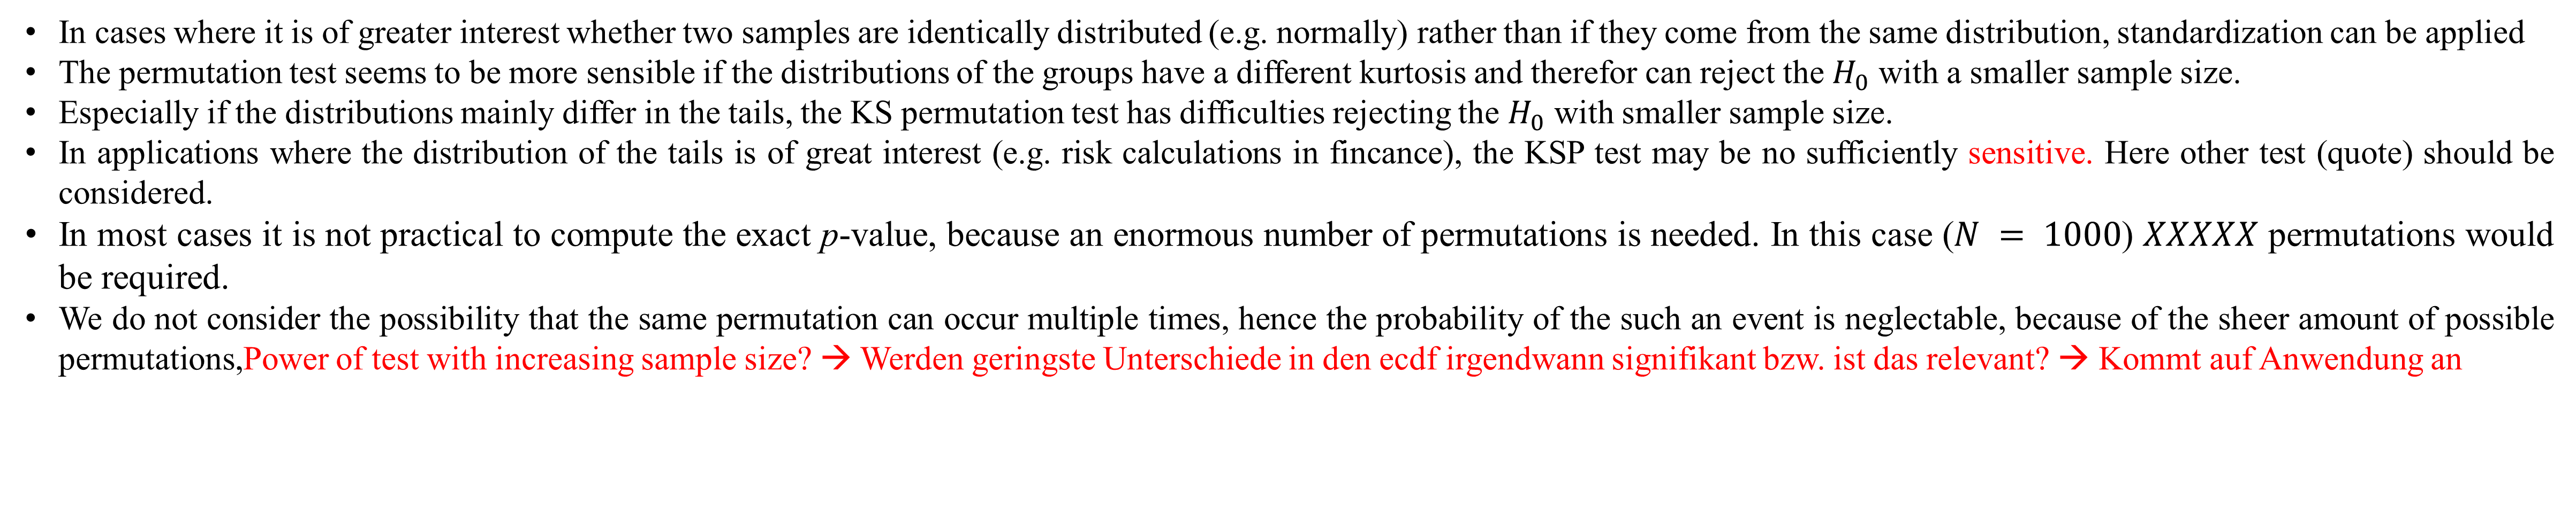 • In cases where it is of greater interest whether two samples are identically distributed (e.g. normally) rather than if they come from the same distribution, standardization can be applied
• The permutation test seems to be more sensible if the distributions of the groups have a different kurtosis and therefor can reject the H₀ with a smaller sample size.
• Especially if the distributions mainly differ in the tails, the KS permutation test has difficulties rejecting the H₀ with smaller sample size.
• In applications where the distribution of the tails is of great interest (e.g. risk calculations in fincance), the KSP test may be no sufficiently sensitive. Here other test (quote) should be
considered.
• In most cases it is not practical to compute the exact p-value, because an enormous number of permutations is needed. In this case (N = 1000) XXXXX permutations would
be required.
• We do not consider the possibility that the same permutation can occur multiple times, hence the probability of the such an event is neglectable, because of the sheer amount of possible
permutations,Power of test with increasing sample size? → Werden geringste Unterschiede in den ecdf irgendwann signifikant bzw. ist das relevant? → Kommt auf Anwendung an